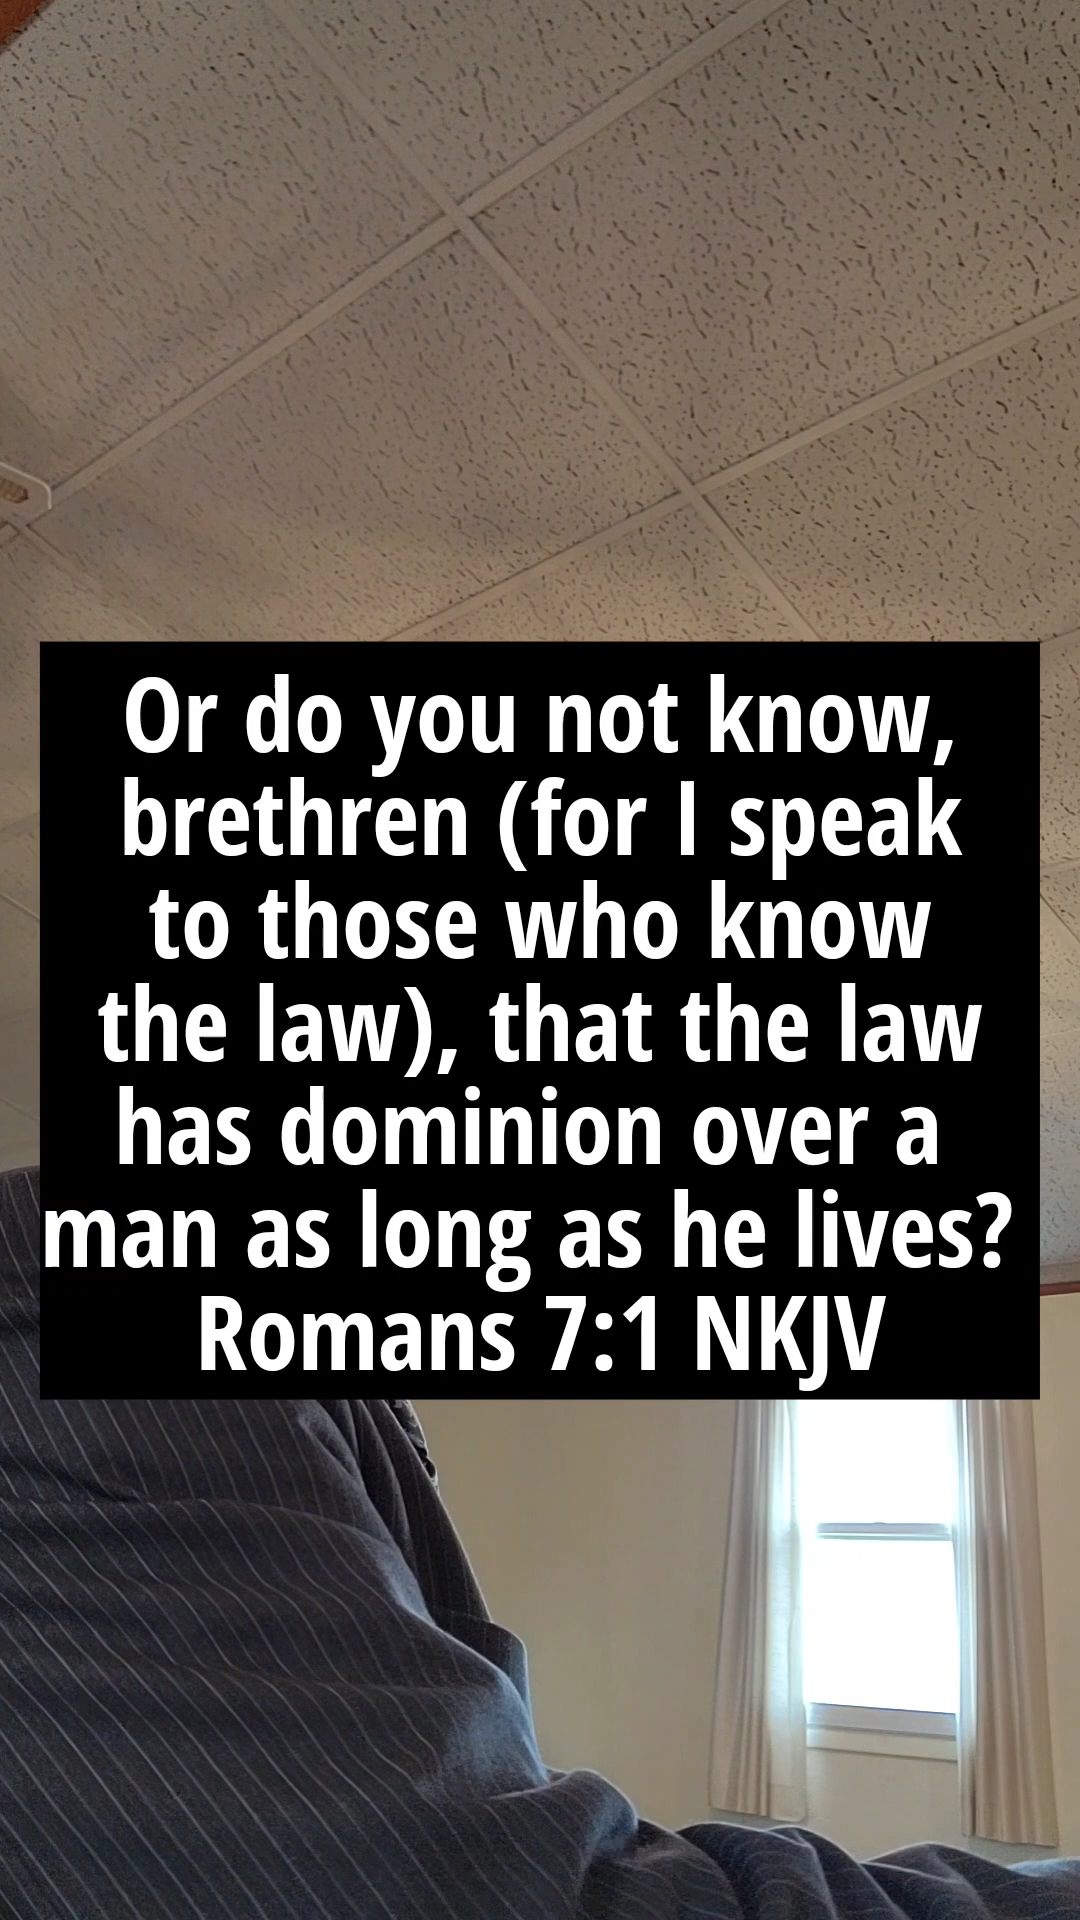 Or do you not know,
brethren (for I speak
to those who know
the law), that the law
has dominion over a
man as long as he lives?
Romans 7:1 NKJV